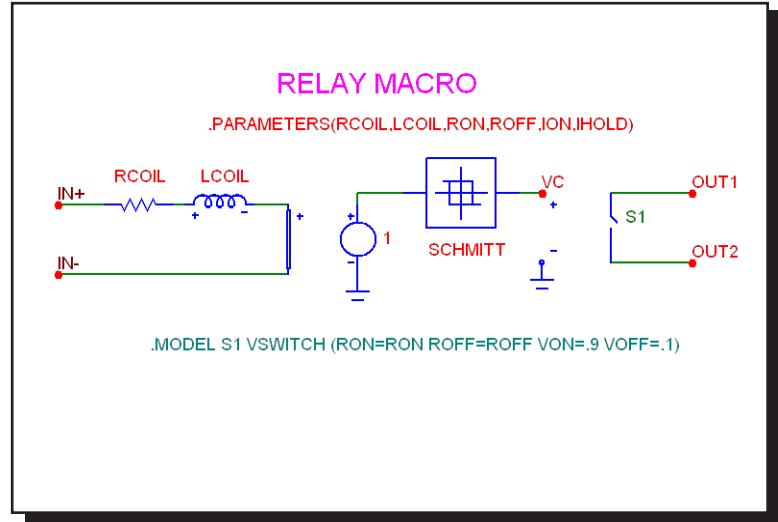 RELAY MACRO
.PARAMETERS(RCOIL,LCOIL,RON,ROFF,ION,IHOLD)
RCOIL LCOIL
IN+
+ -
+
IN-
+
1
-
SCHMITT
VC
+
-
OUT1
S1
OUT2
.MODEL S1 VSWITCH (RON=RON ROFF=ROFF VON=.9 VOFF=.1)